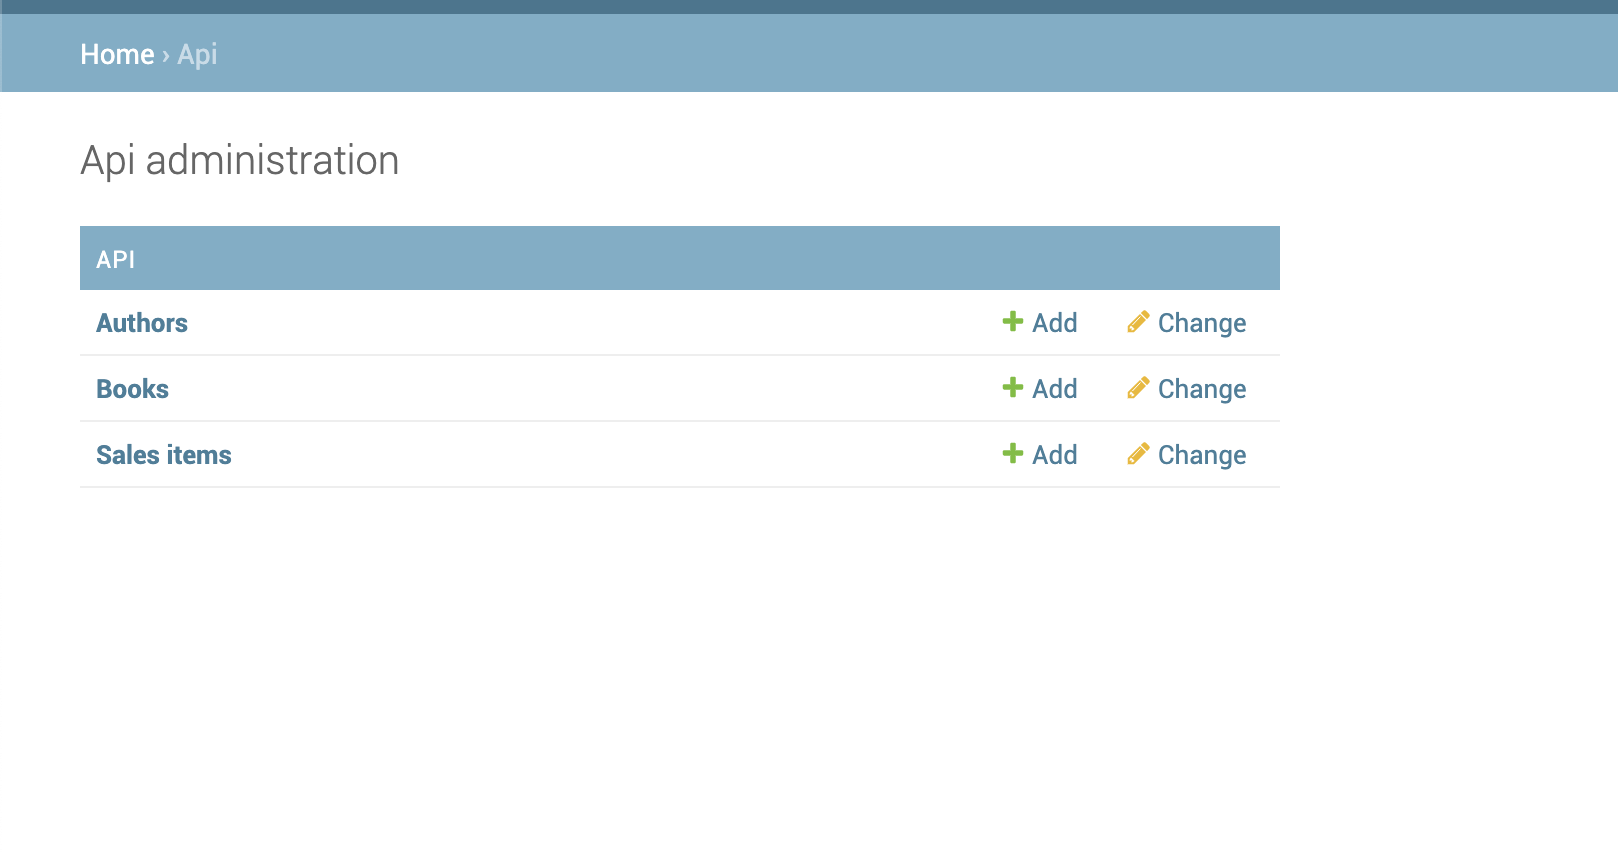 Home › Api
Api administration
API
Authors Add Change
Books Add Change
Sales items Add Change